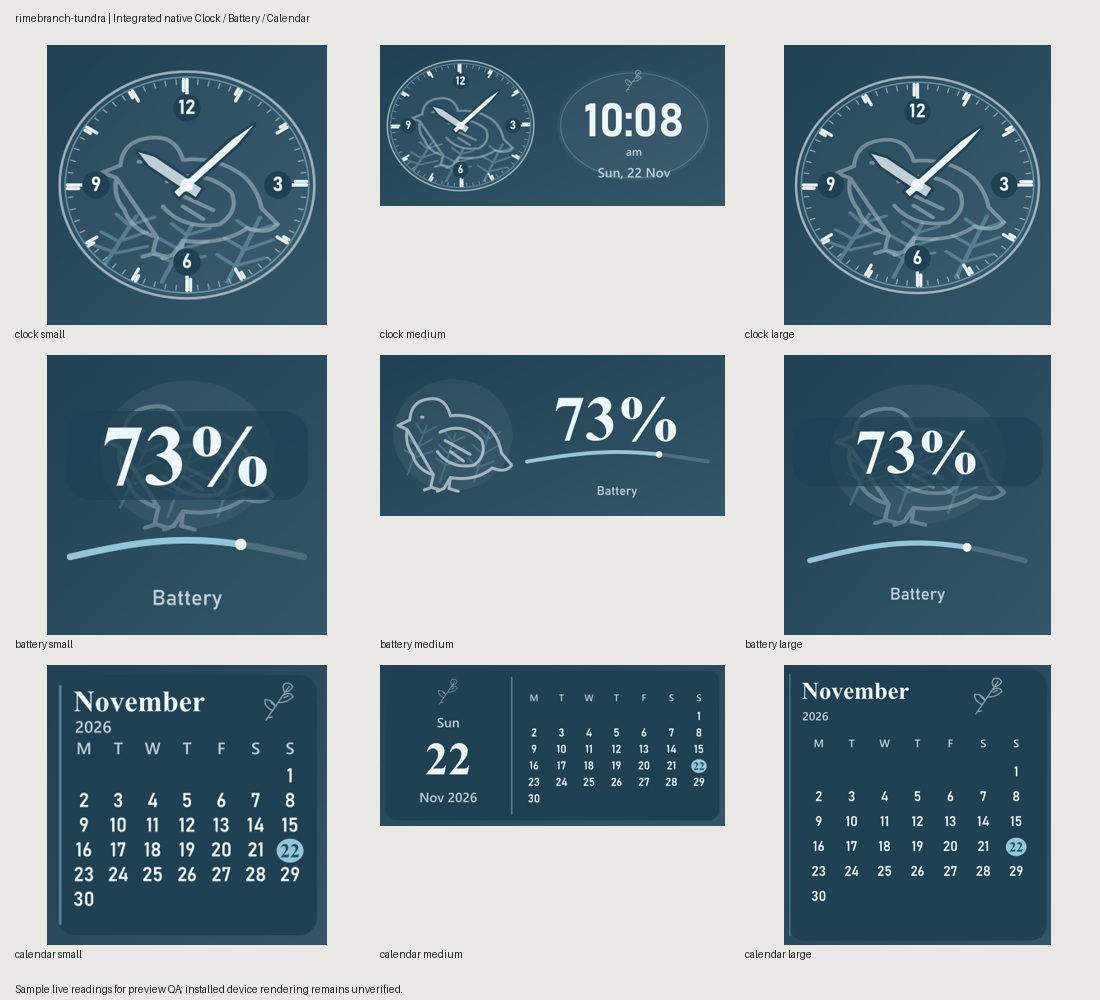 rimebranch-tundra | Integrated native Clock / Battery / Calendar
12
9
3
6
clock small
12
9
3
6
10:08
am
Sun, 22 Nov
clock medium
12
9
3
6
clock large
73%
Battery
battery small
73%
Battery
battery medium
73%
Battery
battery large
November
2026
M T W T F S S
1
2 3 4 5 6 7 8
9 10 11 12 13 14 15
16 17 18 19 20 21 22
23 24 25 26 27 28 29
30
calendar small
Sun
22
Nov 2026
M T W T F S S
1
2 3 4 5 6 7 8
9 10 11 12 13 14 15
16 17 18 19 20 21 22
23 24 25 26 27 28 29
30
calendar medium
November
2026
M T W T F S S
1
2 3 4 5 6 7 8
9 10 11 12 13 14 15
16 17 18 19 20 21 22
23 24 25 26 27 28 29
30
calendar large
Sample live readings for preview QA; installed device rendering remains unverified.